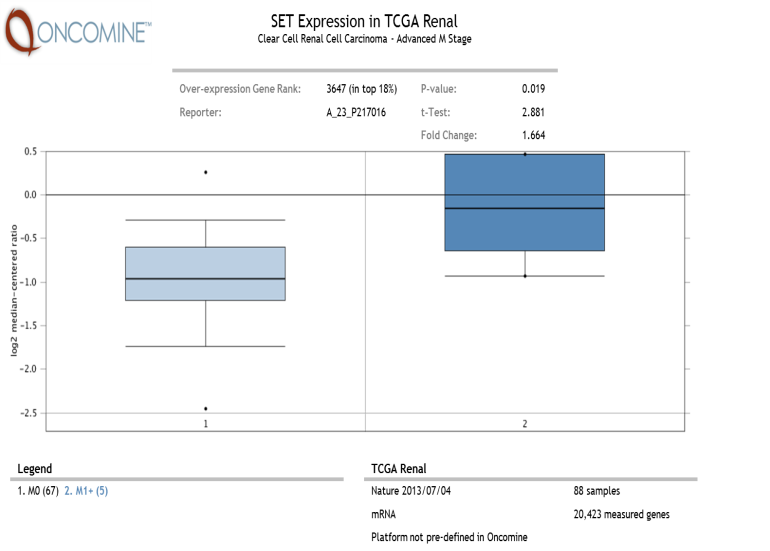 ONCOMINE™
SET Expression in TCGA Renal
Clear Cell Renal Cell Carcinoma - Advanced M Stage
Over-expression Gene Rank: 3647 (in top 18%) P-value: 0.019
Reporter: A_23_P217016 t-Test: 2.881
Fold Change: 1.664
log2 median-centered ratio
0.5
0.0
-0.5
-1.0
-1.5
-2.0
-2.5
1 2
Legend
1. M0 (67) 2. M1+ (5)
TCGA Renal
Nature 2013/07/04 88 samples
mRNA 20,423 measured genes
Platform not pre-defined in Oncomine